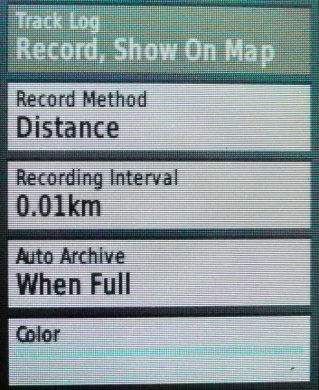 Track Log
Record, Show On Map
Record Method
Distance
Recording Interval
0.01km
Auto Archive
When Full
Color